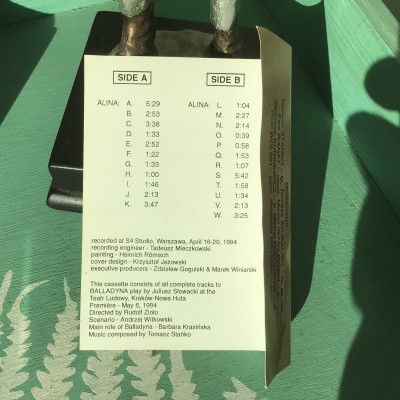 SIDE A
ALINA: A. 5:29
B. 2:53
C. 3:38
D. 1:33
E. 2:52
F. 1:22
G. 1:33
H. 1:00
I. 1:46
J. 2:13
K. 3:47
SIDE B
ALINA: L. 1:04
M. 2:27
N. 2:14
O. 0:39
P. 0:58
Q. 1:53
R. 1:07
S. 5:42
T. 1:58
U. 1:34
V. 2:13
W. 3:25
recorded at S4 Studio, Warszawa, April 16-20, 1994
recording engineer - Tadeusz Mieczkowski
painting - Heinrich Römisch
cover design - Krzysztof Jeżowski
executive producers - Zdzisław Gogulski & Marek Winiarski
This cassette consists of all complete tracks to
BALLADYNA play by Juliusz Słowacki at the
Teatr Ludowy, Kraków-Nowa Huta
Première - May 6, 1994
Directed by Rudolf Zioło
Scenario - Andrzej Witkowski
Main role of Balladyna - Barbara Krasińska
Music composed by Tomasz Stańko